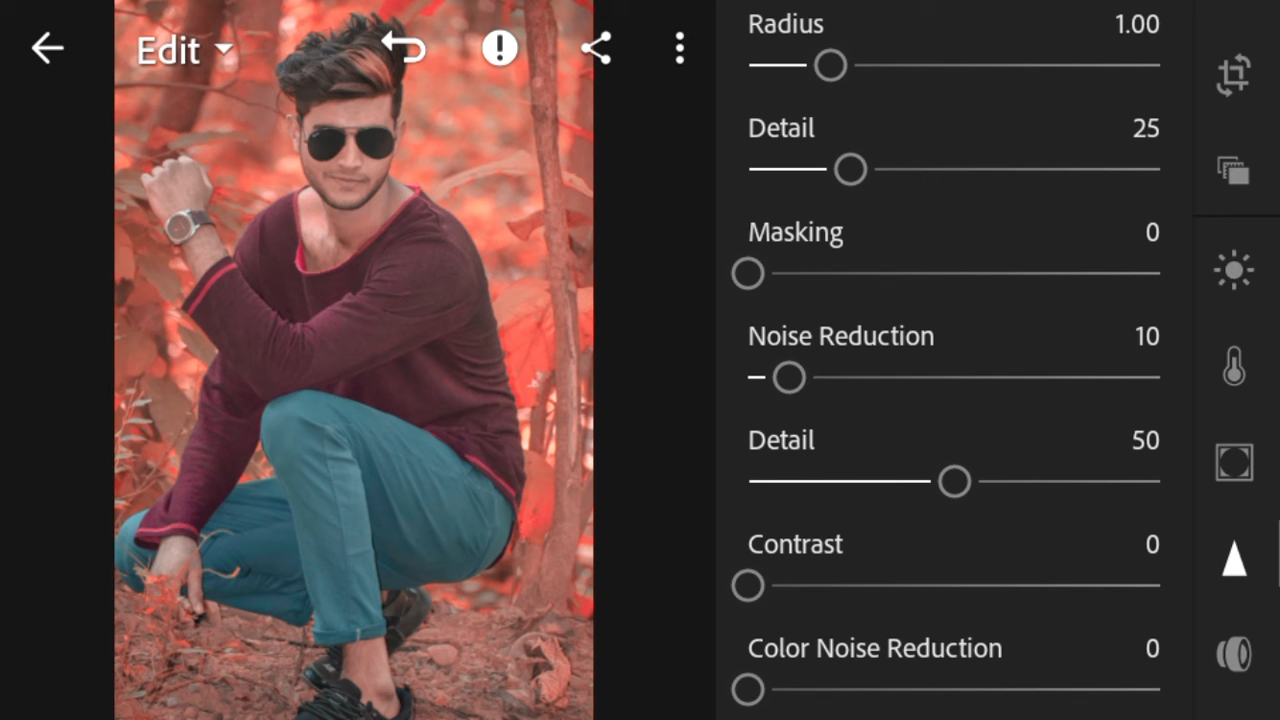 Edit
Radius 1.00
Detail 25
Masking 0
Noise Reduction 10
Detail 50
Contrast 0
Color Noise Reduction 0